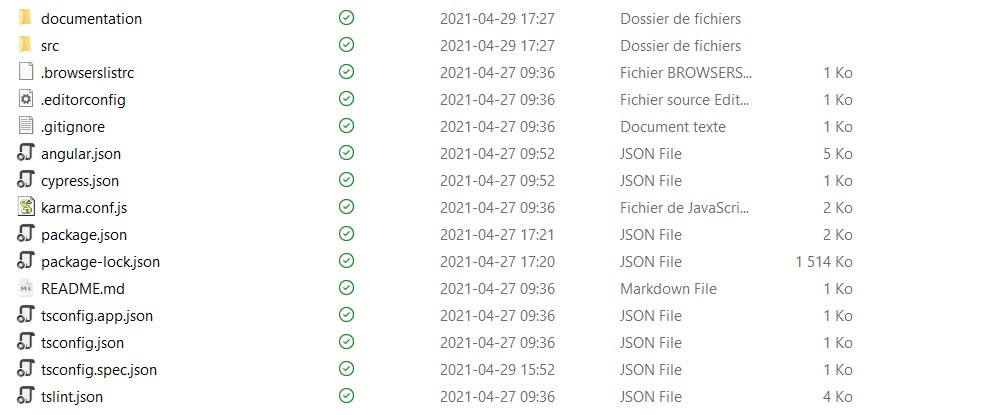 documentation 2021-04-29 17:27 Dossier de fichiers
src 2021-04-29 17:27 Dossier de fichiers
.browserslistrc 2021-04-27 09:36 Fichier BROWSERS... 1 Ko
.editorconfig 2021-04-27 09:36 Fichier source Edit... 1 Ko
.gitignore 2021-04-27 09:36 Document texte 1 Ko
angular.json 2021-04-27 09:52 JSON File 5 Ko
cypress.json 2021-04-27 09:52 JSON File 1 Ko
karma.conf.js 2021-04-27 09:36 Fichier de JavaScri... 2 Ko
package.json 2021-04-27 17:21 JSON File 2 Ko
package-lock.json 2021-04-27 17:20 JSON File 1 514 Ko
README.md 2021-04-27 09:36 Markdown File 1 Ko
tsconfig.app.json 2021-04-27 09:36 JSON File 1 Ko
tsconfig.json 2021-04-27 09:36 JSON File 1 Ko
tsconfig.spec.json 2021-04-29 15:52 JSON File 1 Ko
tslint.json 2021-04-27 09:36 JSON File 4 Ko